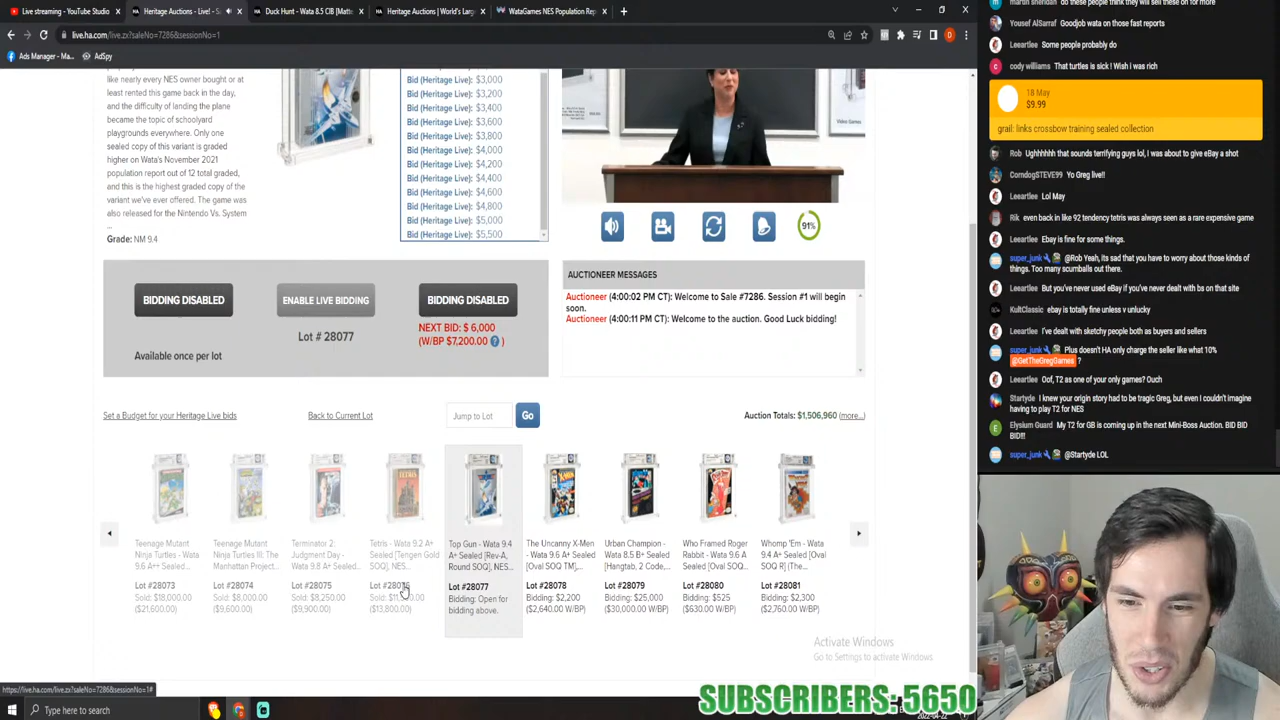 Live streaming - YouTube Studio
Heritage Auctions - Live! - S
Duck Hunt - Wata 8.5 CIB [Matte
Heritage Auctions | World's Larg
WataGames NES Population Rep
live.ha.com/live.zx?saleNo=7286&sessionNo=1
Ads Manager - Ma...
AdSpy
like nearly every NES owner bought or at
least rented this game back in the day,
and the difficulty of landing the plane
became the topic of schoolyard
playgrounds everywhere. Only one
sealed copy of this variant is graded
higher on Wata's November 2021
population report out of 12 total graded,
and this is the highest graded copy of the
variant we've ever offered. The game was
also released for the Nintendo Vs. System
...
Grade: NM 9.4
Bid (Heritage Live): $3,000
Bid (Heritage Live): $3,200
Bid (Heritage Live): $3,400
Bid (Heritage Live): $3,600
Bid (Heritage Live): $3,800
Bid (Heritage Live): $4,000
Bid (Heritage Live): $4,200
Bid (Heritage Live): $4,400
Bid (Heritage Live): $4,600
Bid (Heritage Live): $4,800
Bid (Heritage Live): $5,000
Bid (Heritage Live): $5,500
Video Games
91%
BIDDING DISABLED
ENABLE LIVE BIDDING
BIDDING DISABLED
Lot # 28077
NEXT BID: $ 6,000
(W/BP $7,200.00 ? )
Available once per lot
AUCTIONEER MESSAGES
Auctioneer (4:00:02 PM CT): Welcome to Sale #7286. Session #1 will begin
soon.
Auctioneer (4:00:11 PM CT): Welcome to the auction. Good Luck bidding!
Set a Budget for your Heritage Live bids
Back to Current Lot
Jump to Lot
Go
Auction Totals: $1,506,960 (more...)
Teenage Mutant
Ninja Turtles - Wata
9.6 A++ Sealed...
Lot #28073
Sold: $18,000.00
($21,600.00)
Teenage Mutant
Ninja Turtles III: The
Manhattan Project...
Lot #28074
Sold: $8,000.00
($9,600.00)
Terminator 2:
Judgment Day -
Wata 9.8 A+ Sealed...
Lot #28075
Sold: $8,250.00
($9,900.00)
Tetris - Wata 9.2 A+
Sealed [Tengen Gold
SOQ], NES...
Lot #28076
($13,800.00)
Top Gun - Wata 9.4
A+ Sealed [Rev-A,
Round SOQ], NES...
Lot #28077
Bidding: Open for
bidding above.
The Uncanny X-Men
- Wata 9.6 A+ Sealed
[Oval SOQ TM],...
Lot #28078
Bidding: $2,200
($2,640.00 W/BP)
Urban Champion -
Wata 8.5 B+ Sealed
[Hangtab, 2 Code,...
Lot #28079
Bidding: $25,000
($30,000.00 W/BP)
Who Framed Roger
Rabbit - Wata 9.6 A
Sealed [Oval SOQ...
Lot #28080
Bidding: $525
($630.00 W/BP)
Whomp 'Em - Wata
9.4 A+ Sealed [Oval
SOQ R] (The...
Lot #28081
Bidding: $2,300
($2,760.00 W/BP)
Activate Windows
Go to Settings to activate Windows.
https://live.ha.com/live.zx?saleNo=7286&sessionNo=1#
Type here to search
SUBSCRIBERS: 5650
2022-04-22
martin sheridan do these people think they will sell these on for more
Yousef AlSarraf Goodjob wata on those fast reports
Leeartlee Some people probably do
cody williams That turtles is sick ! Wish i was rich
18 May
$9.99
grail: links crossbow training sealed collection
Rob Ughhhhhh that sounds terrifying guys lol, I was about to give eBay a shot
CorndogSTEVE99 Yo Greg live!!
Leeartlee Lol May
Rik even back in like 92 tendency tetris was always seen as a rare expensive game
Leeartlee Ebay is fine for some things.
super_junk @Rob Yeah, its sad that you have to worry about those kinds of
things. Too many scumballs out there.
Leeartlee But you've never used eBay if you've never dealt with bs on that site
KultClassic ebay is totally fine unless v unlucky
Leeartlee I've dealt with sketchy people both as buyers and sellers
super_junk Plus doesn't HA only charge the seller like what 10%
@GetTheGregGames ?
Leeartlee Oof, T2 as one of your only games? Ouch
Startyde I knew your origin story had to be tragic Greg, but even I couldn't imagine
having to play T2 for NES
Elysium Guard My T2 for GB is coming up in the next Mini-Boss Auction. BID BID
BID!!!
super_junk @Startyde LOL